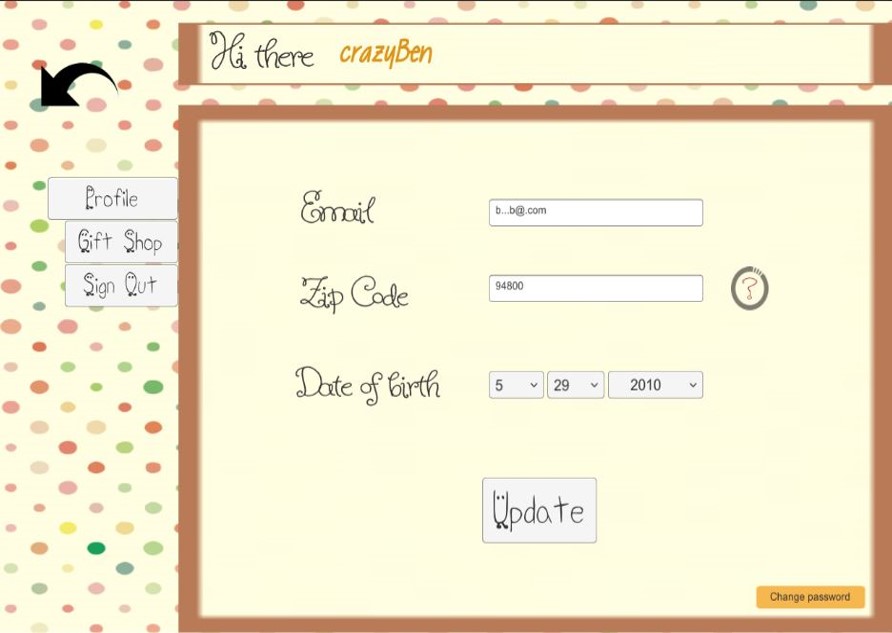 Hi there crazyBen
Profile
Gift Shop
Sign Out
Email
b...b@.com
Zip Code
94800
?
Date of birth
5 29 2010
Update
Change password